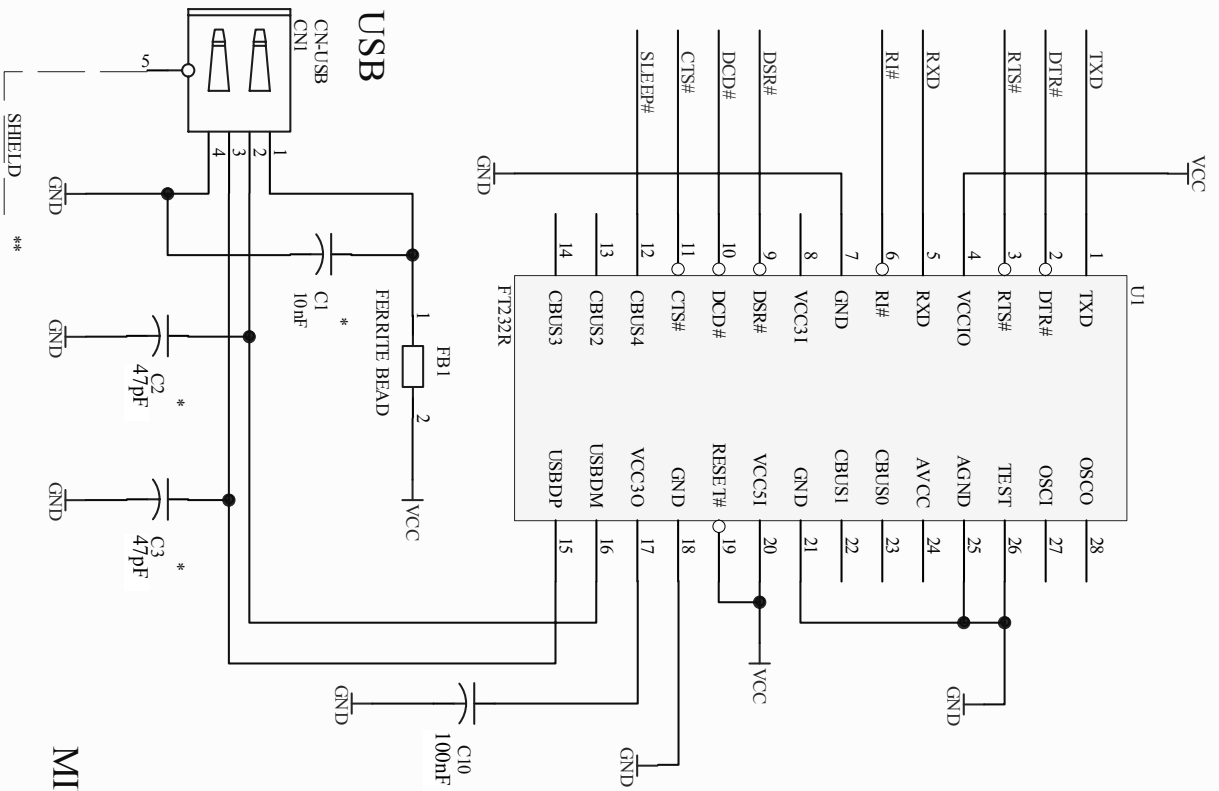 USB
CN-USB
CN1
5
1
2
3
4
SHIELD
**
GND
C1
10nF
*
GND
C2
47pF
*
GND
C3
47pF
*
1
FB1
FERRITE BEAD
2
VCC
TXD
DTR#
RTS#
RXD
RI#
DSR#
DCD#
CTS#
SLEEP#
VCC
GND
U1
FT232R
1
TXD
2
DTR#
3
RTS#
4
VCCIO
5
RXD
6
RI#
7
GND
8
VCC3I
9
DSR#
10
DCD#
11
CTS#
12
CBUS4
13
CBUS2
14
CBUS3
OSCO
28
OSCI
27
TEST
26
AGND
25
AVCC
24
CBUS0
23
CBUS1
22
GND
21
VCC5I
20
RESET#
19
GND
18
VCC3O
17
USBDM
16
USBDP
15
GND
VCC
GND
C10
100nF
GND
MI